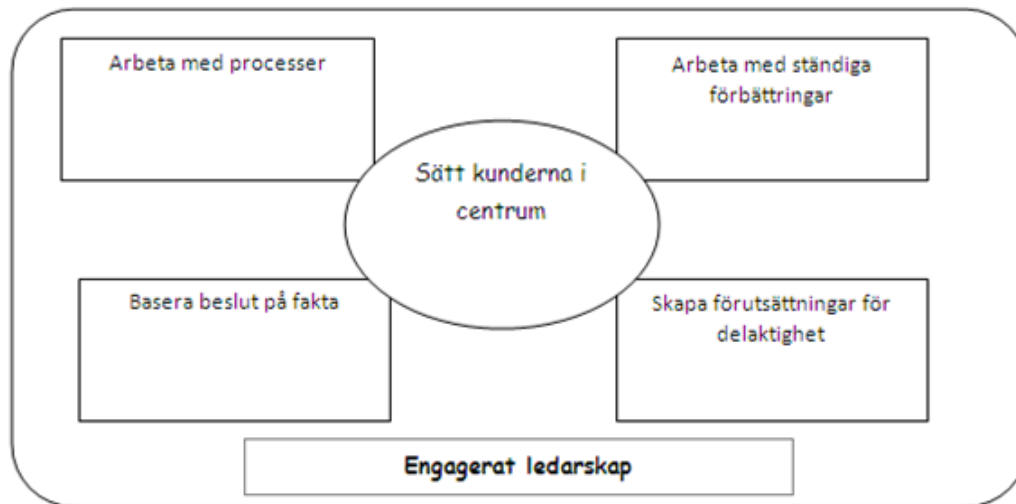 Arbeta med processer
Arbeta med ständiga
förbättringar
Sätt kunderna i
centrum
Basera beslut på fakta
Skapa förutsättningar för
delaktighet
Engagerat ledarskap